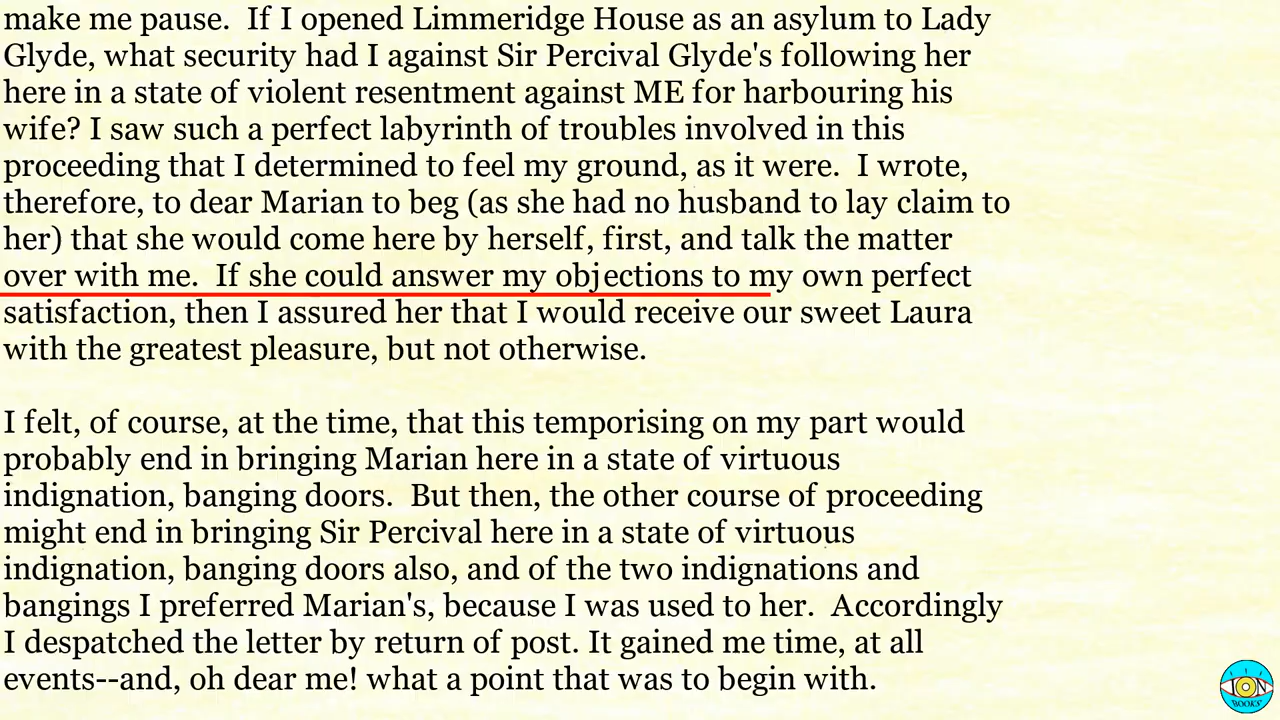 make me pause.  If I opened Limmeridge House as an asylum to Lady
Glyde, what security had I against Sir Percival Glyde's following her
here in a state of violent resentment against ME for harbouring his
wife? I saw such a perfect labyrinth of troubles involved in this
proceeding that I determined to feel my ground, as it were.  I wrote,
therefore, to dear Marian to beg (as she had no husband to lay claim to
her) that she would come here by herself, first, and talk the matter
over with me.  If she could answer my objections to my own perfect
satisfaction, then I assured her that I would receive our sweet Laura
with the greatest pleasure, but not otherwise.
I felt, of course, at the time, that this temporising on my part would
probably end in bringing Marian here in a state of virtuous
indignation, banging doors.  But then, the other course of proceeding
might end in bringing Sir Percival here in a state of virtuous
indignation, banging doors also, and of the two indignations and
bangings I preferred Marian's, because I was used to her.  Accordingly
I despatched the letter by return of post. It gained me time, at all
events--and, oh dear me! what a point that was to begin with.
ION
BOOKS